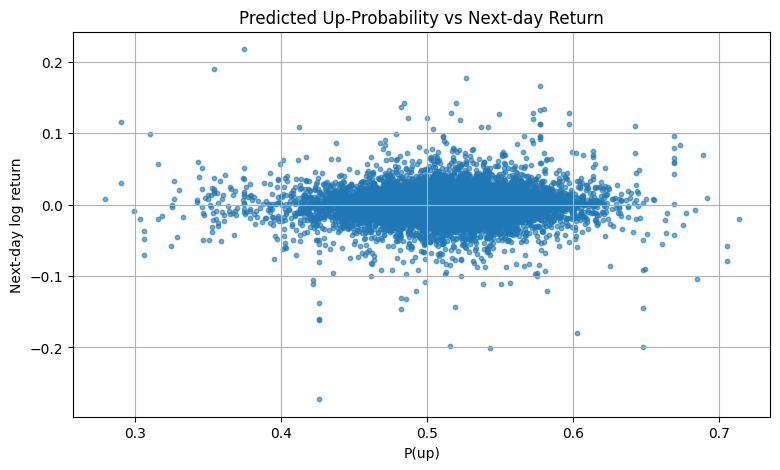 Predicted Up-Probability vs Next-day Return
Next-day log return
0.2
0.1
0.0
−0.1
−0.2
0.3 0.4 0.5 0.6 0.7
P(up)